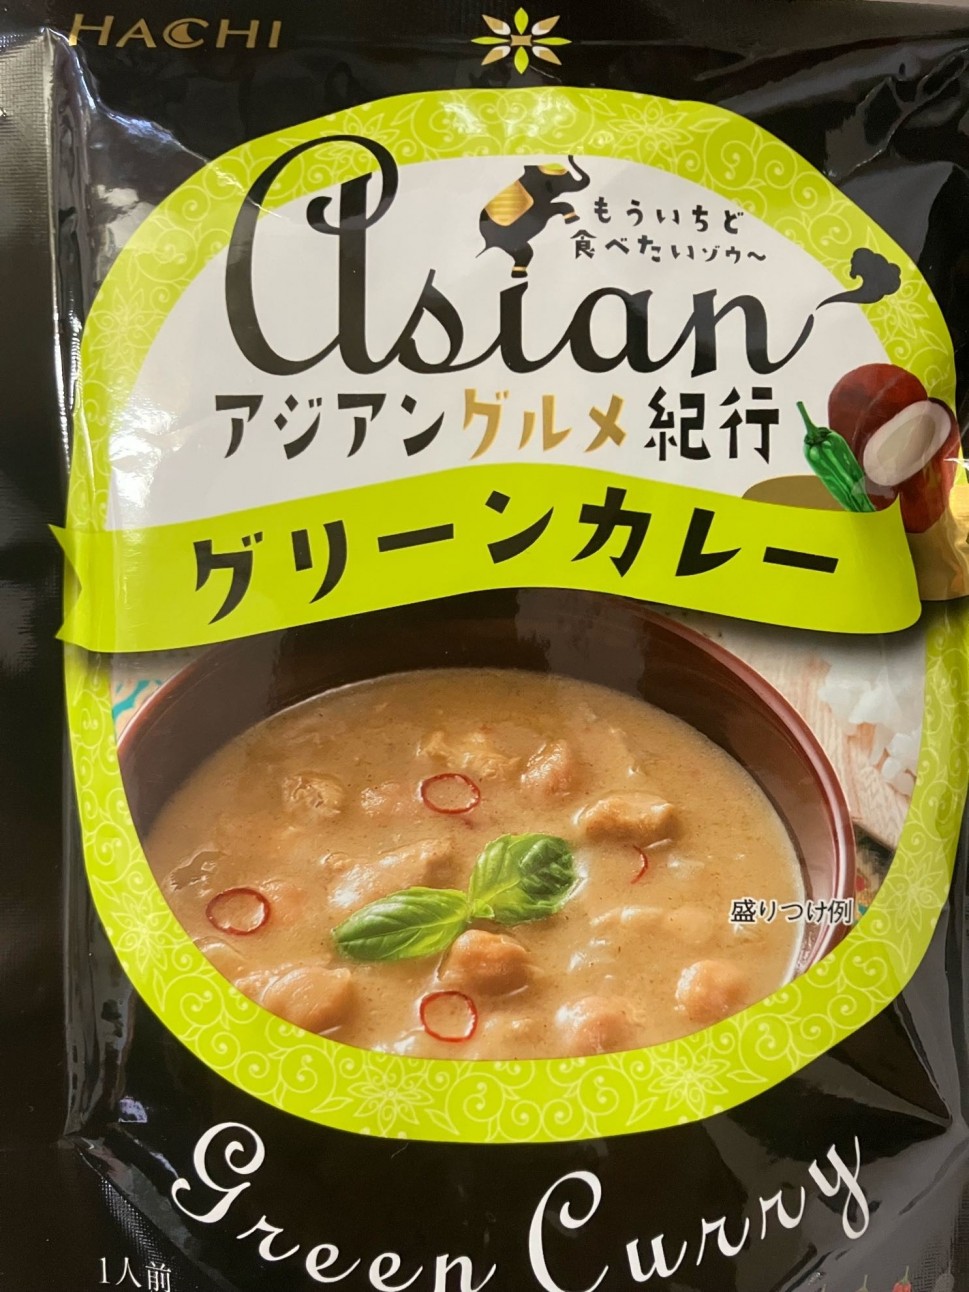 HACHI
Asian
もういちど
食べたいゾウ～
アジアングルメ紀行
グリーンカレー
盛りつけ例
Green Curry
1人前